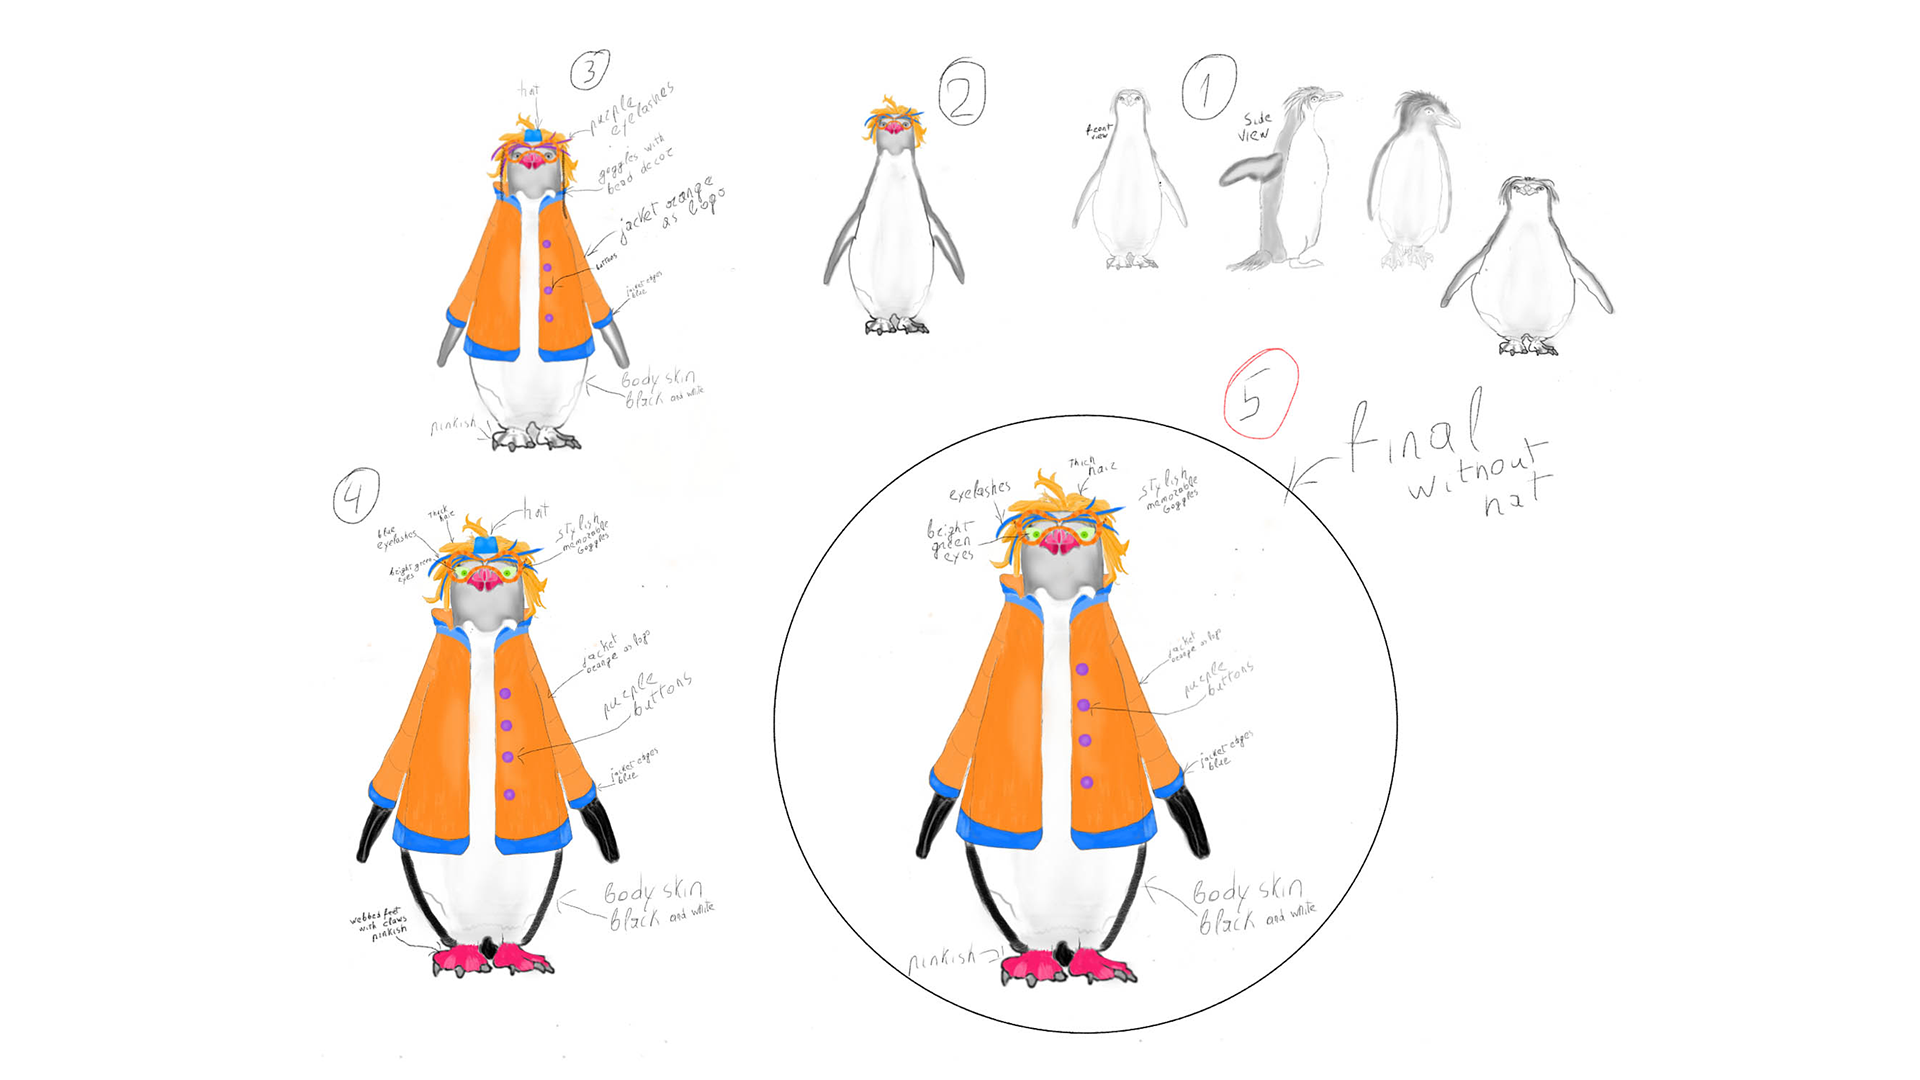 3
hat
purple
eyelashes
goggles with
bead decor
jacket orange
as logo
buttons
jacket edges
blue
Body skin
black and white
pinkish
2
1
front
view
Side
view
4
hat
thick
hair
blue
eyelashes
bright green
eyes
stylish
memorable
goggles
jacket
orange as logo
purple
buttons
jacket edges
blue
Body skin
black and white
webbed feet
with claws
pinkish
5
final
without
hat
Thick
hair
eyelashes
stylish
memorable
goggles
bright
green
eyes
jacket
orange as logo
purple
buttons
jacket edges
blue
Body skin
black and white
pinkish